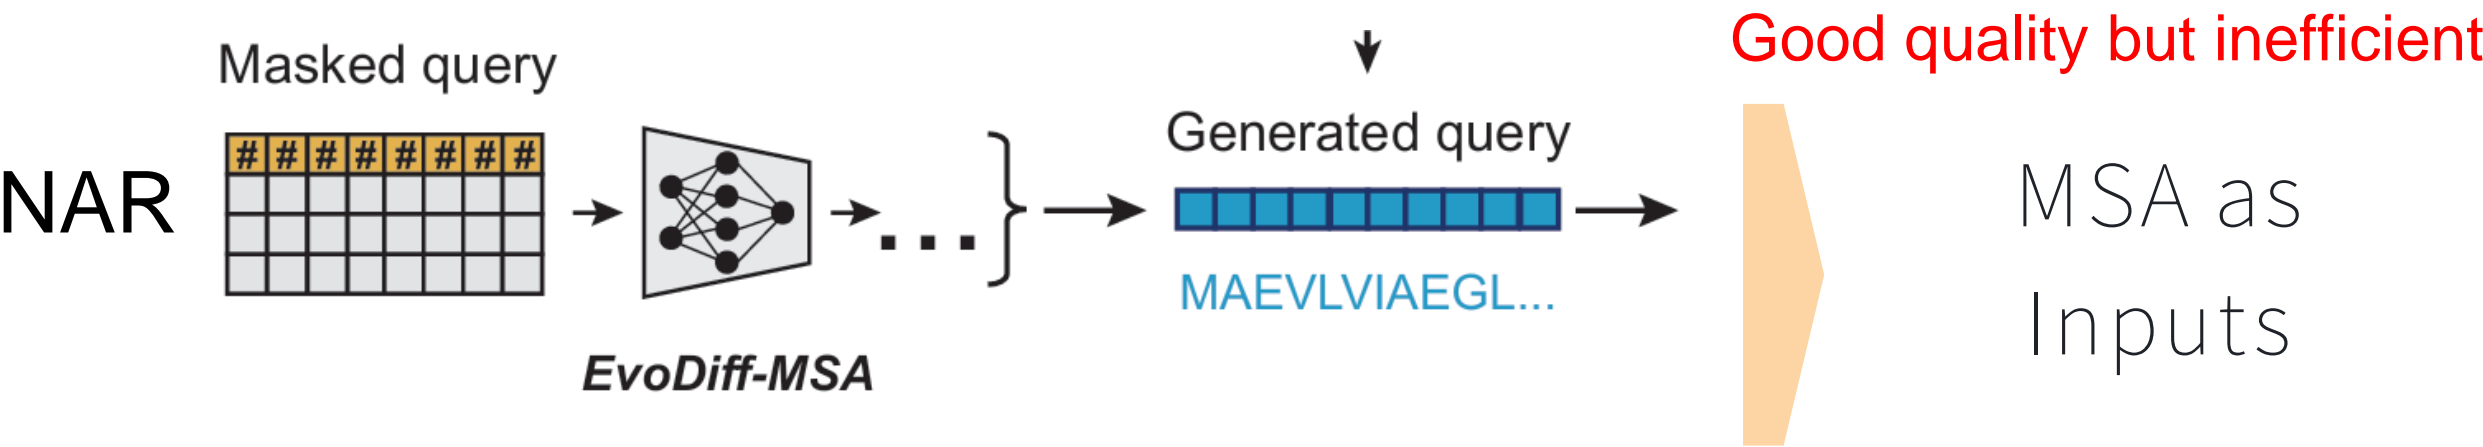 NAR
Masked query
# # # # # # # #
EvoDiff-MSA
...
Generated query
MAEVLVIAEGL...
Good quality but inefficient
MSA as
Inputs